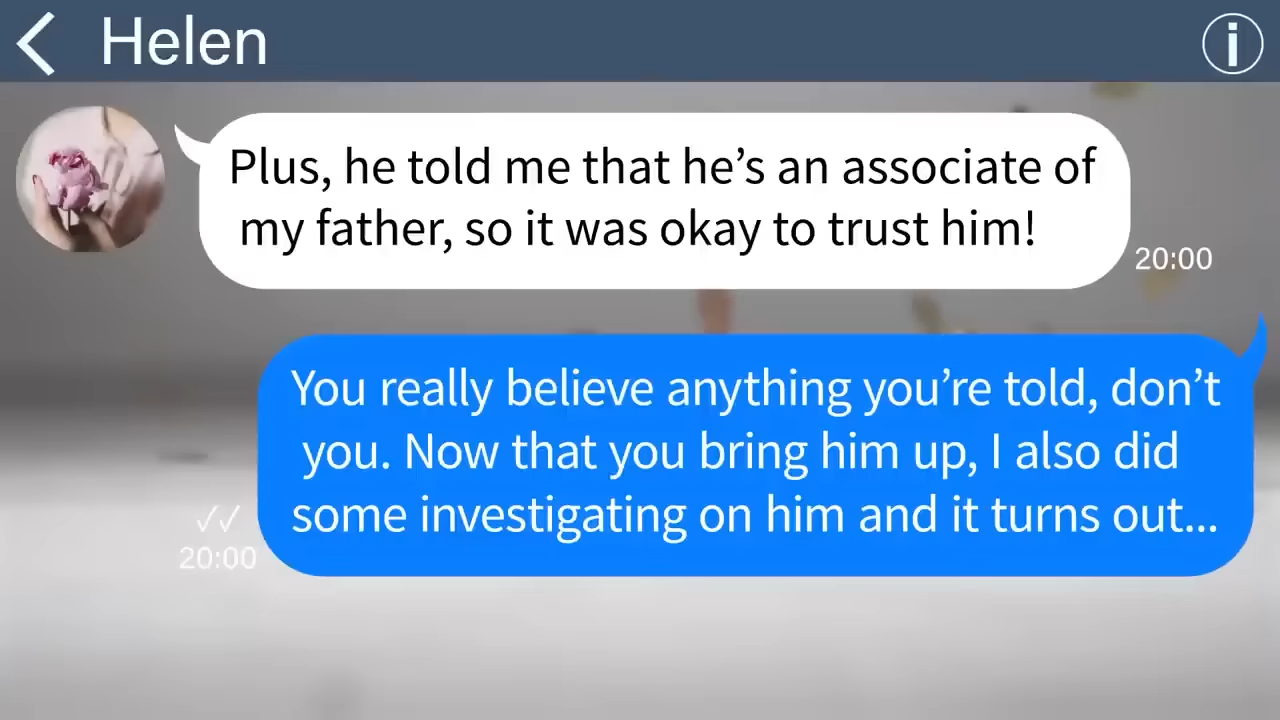 Helen
Plus, he told me that he’s an associate of
my father, so it was okay to trust him!
20:00
You really believe anything you’re told, don’t
you. Now that you bring him up, I also did
some investigating on him and it turns out...
✓✓
20:00